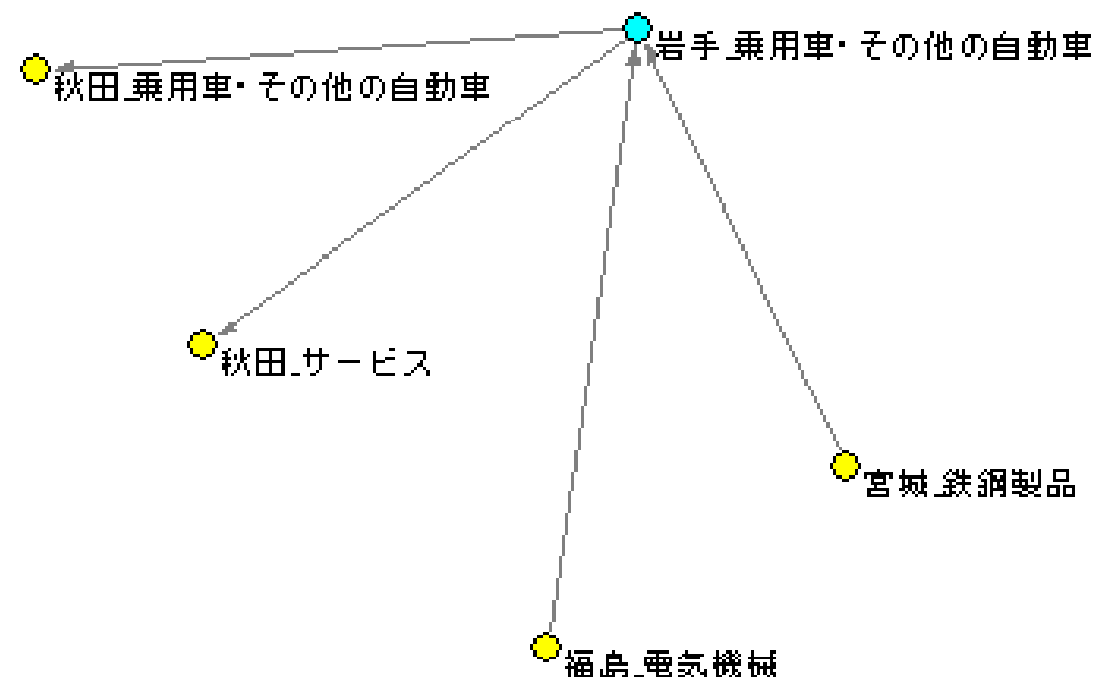 岩手_乗用車・その他の自動車
秋田_乗用車・その他の自動車
秋田_サービス
宮城_鉄鋼製品
福島_電気機械